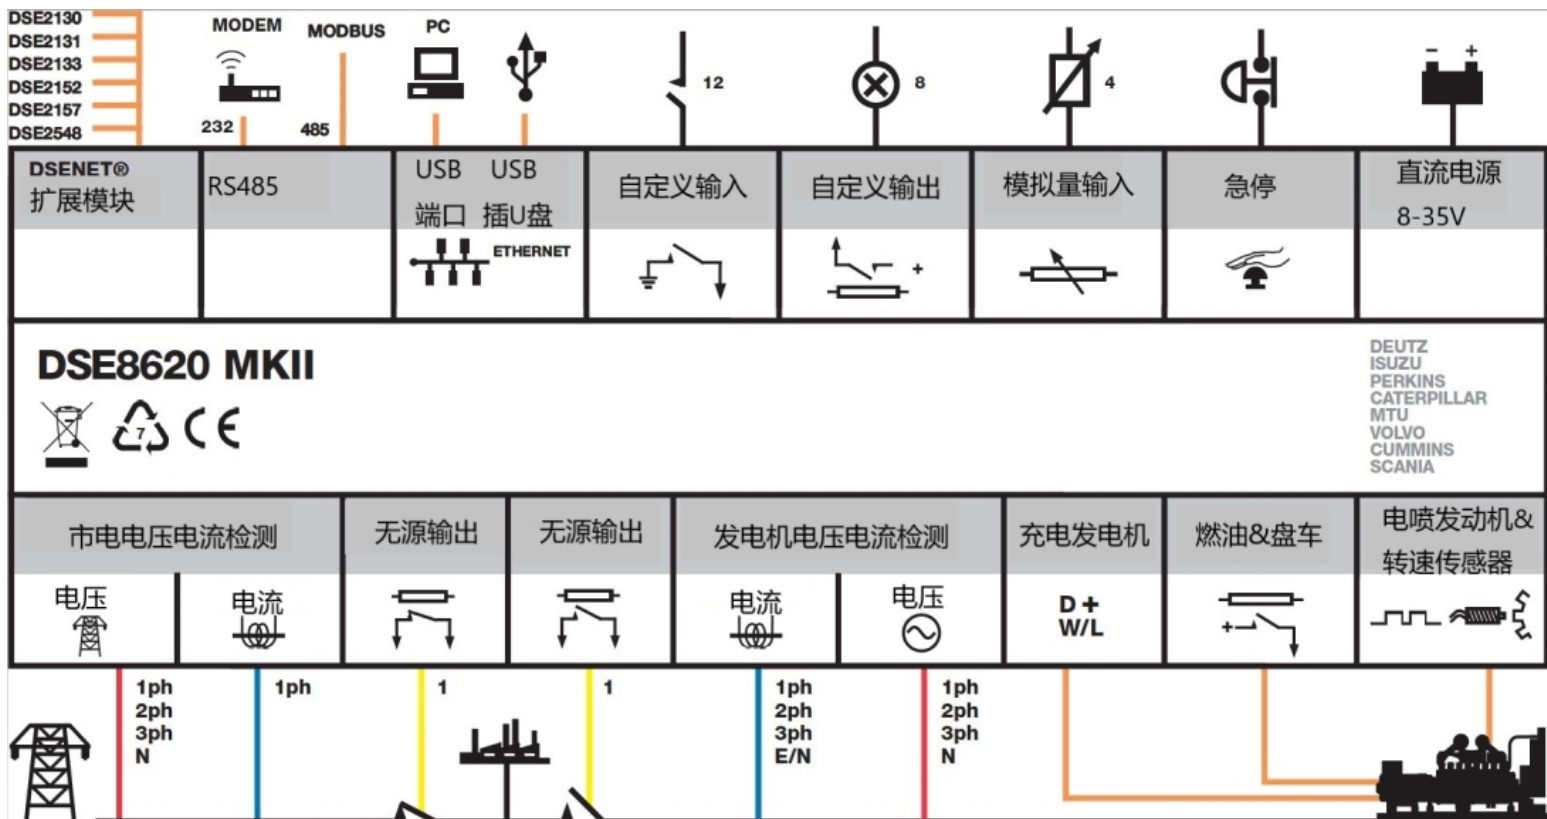 DSE2130
DSE2131
DSE2133
DSE2152
DSE2157
DSE2548
MODEM
232
MODBUS
485
PC
12
8
4
- +
DSENET®
扩展模块
RS485
USB USB
端口 插U盘
ETHERNET
自定义输入
自定义输出
+
模拟量输入
急停
直流电源
8-35V
DSE8620 MKII
7
CE
DEUTZ
ISUZU
PERKINS
CATERPILLAR
MTU
VOLVO
CUMMINS
SCANIA
市电电压电流检测
电压
电流
无源输出
无源输出
发电机电压电流检测
电流
电压
充电发电机
D+
W/L
燃油&盘车
+
电喷发动机&
转速传感器
1ph
2ph
3ph
N
1ph
1
1
1ph
2ph
3ph
E/N
1ph
2ph
3ph
N